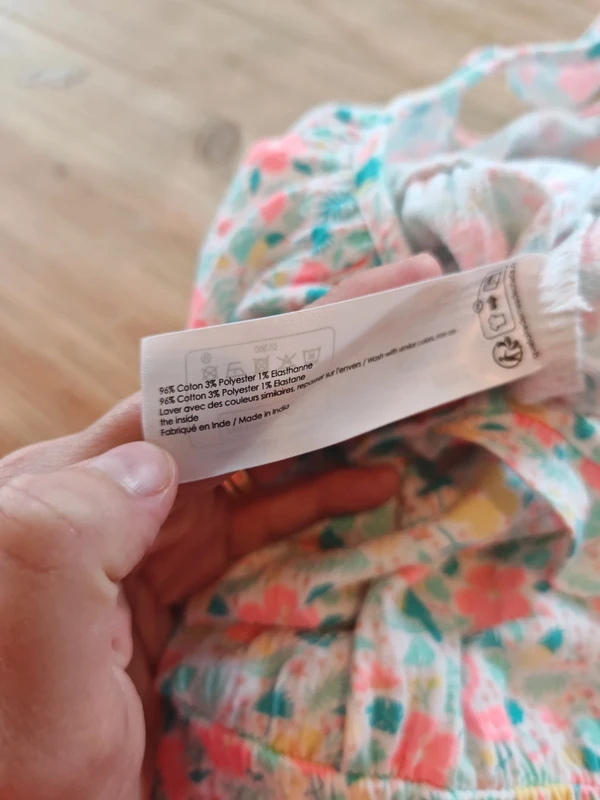 96% Coton 3% Polyester 1% Elasthanne
96% Cotton 3% Polyester 1% Elastane
Laver avec des couleurs similaires, repasser sur l'envers / Wash with similar colors, iron on
the inside
Fabriqué en Inde / Made in India